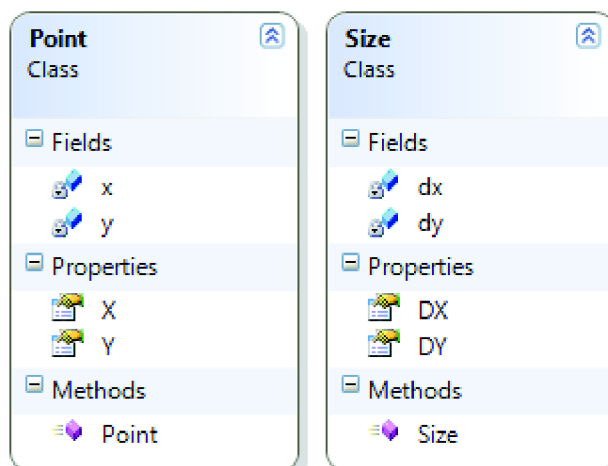 Point
Class
Fields
x
y
Properties
X
Y
Methods
Point
Size
Class
Fields
dx
dy
Properties
DX
DY
Methods
Size